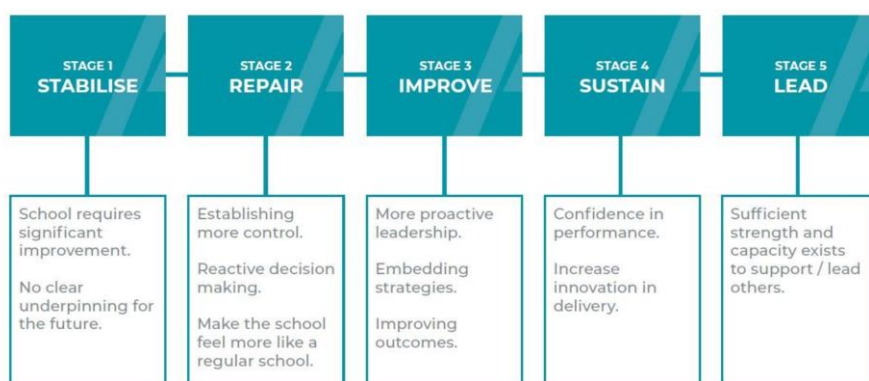 STAGE 1
STABILISE
STAGE 2
REPAIR
STAGE 3
IMPROVE
STAGE 4
SUSTAIN
STAGE 5
LEAD
School requires
significant
improvement.
No clear
underpinning for
the future.
Establishing
more control.
Reactive decision
making.
Make the school
feel more like a
regular school.
More proactive
leadership.
Embedding
strategies.
Improving
outcomes.
Confidence in
performance.
Increase
innovation in
delivery.
Sufficient
strength and
capacity exists
to support / lead
others.